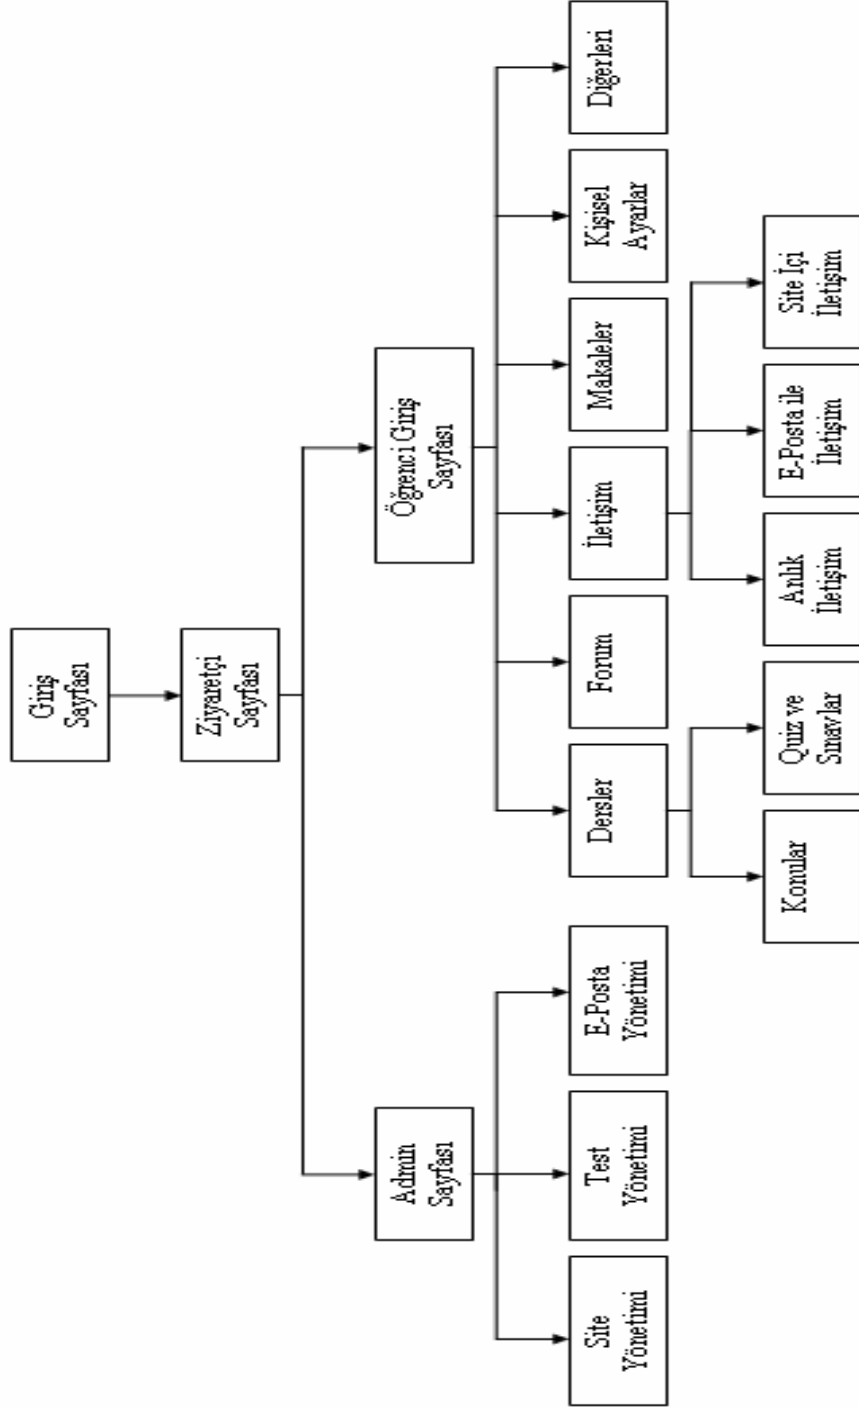 Giriş
Sayfası
Ziyaretçi
Sayfası
Admin
Sayfası
Öğrenci Giriş
Sayfası
Site
Yönetimi
Test
Yönetimi
E-Posta
Yönetimi
Dersler
Forum
İletişim
Makaleler
Kişisel
Ayarlar
Diğerleri
Konular
Quiz ve
Sınavlar
Anlık
İletişim
E-Posta ile
İletişim
Site İçi
İletişim